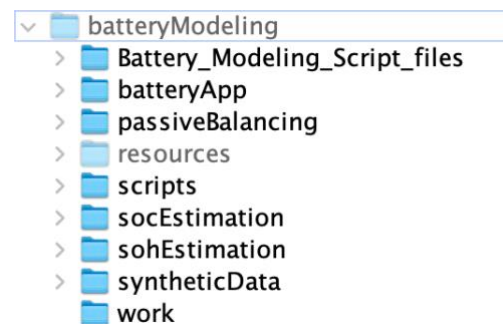 batteryModeling
Battery_Modeling_Script_files
batteryApp
passiveBalancing
resources
scripts
socEstimation
sohEstimation
syntheticData
work